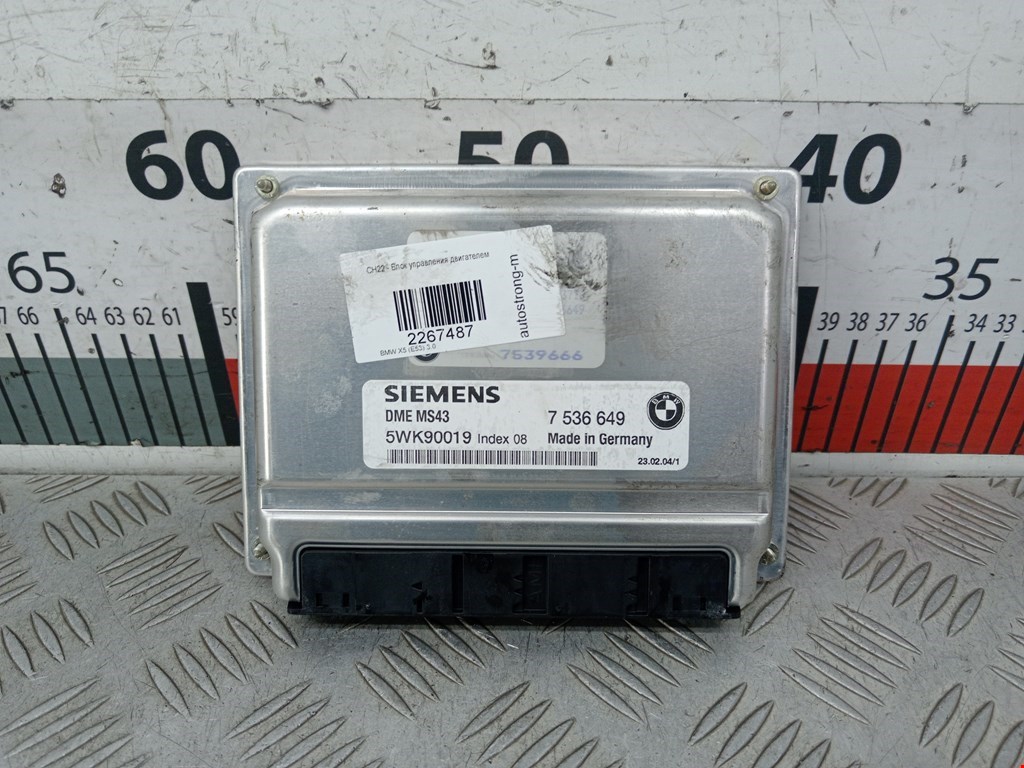 60 50 40
65 35
66 64 63 62 61 59 39 38 37 36 34 33
CH22 - Блок управления двигателем
2267487
BMW X5 (E53) 3.0
autostrong-m
7539666
SIEMENS
DME MS43 7 536 649
5WK90019 Index 08 Made in Germany
23.02.04/1